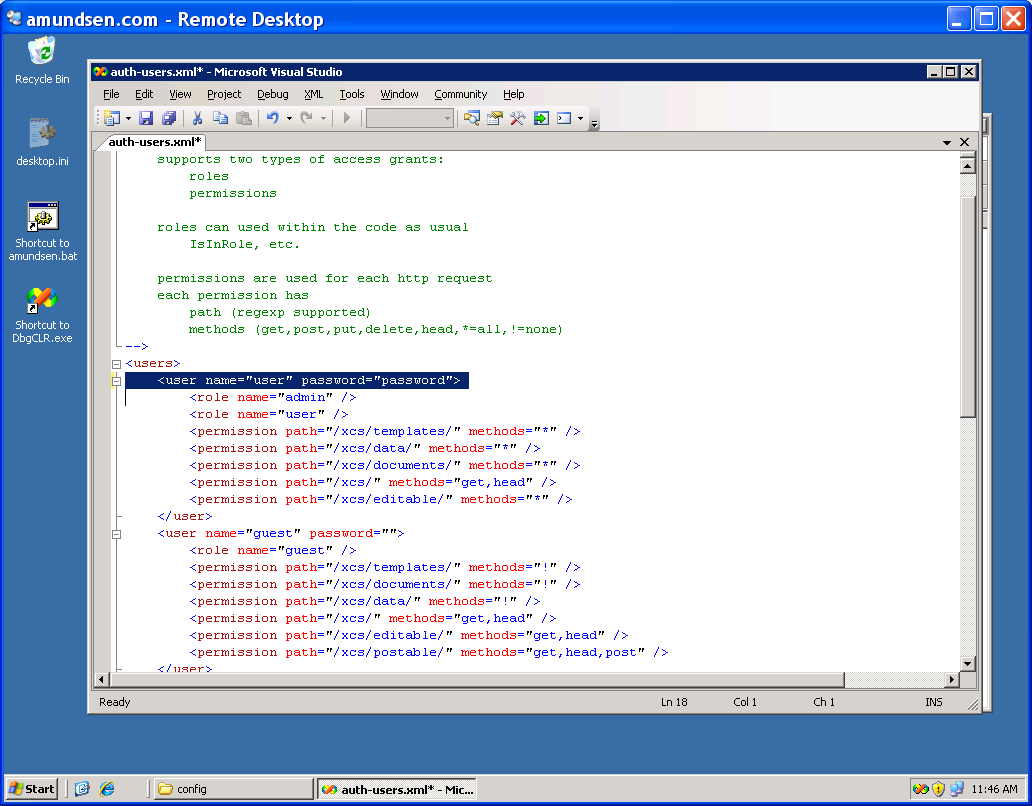 amundsen.com - Remote Desktop
Recycle Bin
desktop.ini
Shortcut to
amundsen.bat
Shortcut to
DbgCLR.exe
auth-users.xml* - Microsoft Visual Studio
File Edit View Project Debug XML Tools Window Community Help
auth-users.xml*
supports two types of access grants:
roles
permissions
roles can used within the code as usual
IsInRole, etc.
permissions are used for each http request
each permission has
path (regexp supported)
methods (get,post,put,delete,head,*=all,!=none)
-->
<users>
<user name="user" password="password">
<role name="admin" />
<role name="user" />
<permission path="/xcs/templates/" methods="*" />
<permission path="/xcs/data/" methods="*" />
<permission path="/xcs/documents/" methods="*" />
<permission path="/xcs/" methods="get,head" />
<permission path="/xcs/editable/" methods="*" />
</user>
<user name="guest" password="">
<role name="guest" />
<permission path="/xcs/templates/" methods="!" />
<permission path="/xcs/documents/" methods="!" />
<permission path="/xcs/data/" methods="!" />
<permission path="/xcs/" methods="get,head" />
<permission path="/xcs/editable/" methods="get,head" />
<permission path="/xcs/postable/" methods="get,head,post" />
</user>
Ready Ln 18 Col 1 Ch 1 INS
Start config auth-users.xml* - Mic... 11:46 AM